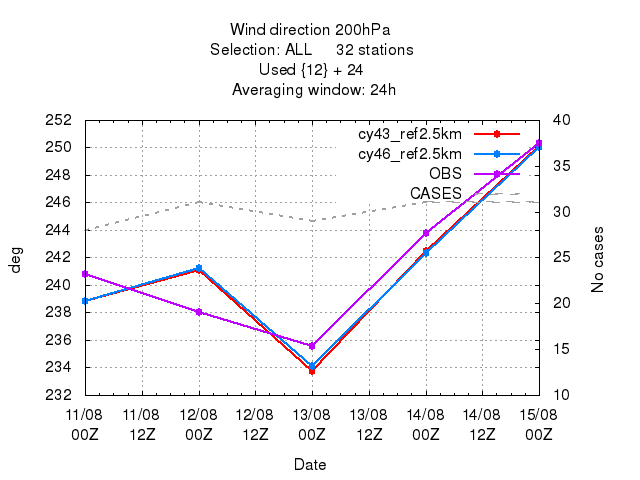 Wind direction 200hPa
Selection: ALL 32 stations
Used {12} + 24
Averaging window: 24h
252
250
248
246
244
242
240
238
236
234
232
deg
40
35
30
25
20
15
10
No cases
cy43_ref2.5km
cy46_ref2.5km
OBS
CASES
11/08 11/08 12/08 12/08 13/08 13/08 14/08 14/08 15/08
00Z 12Z 00Z 12Z 00Z 12Z 00Z 12Z 00Z
Date